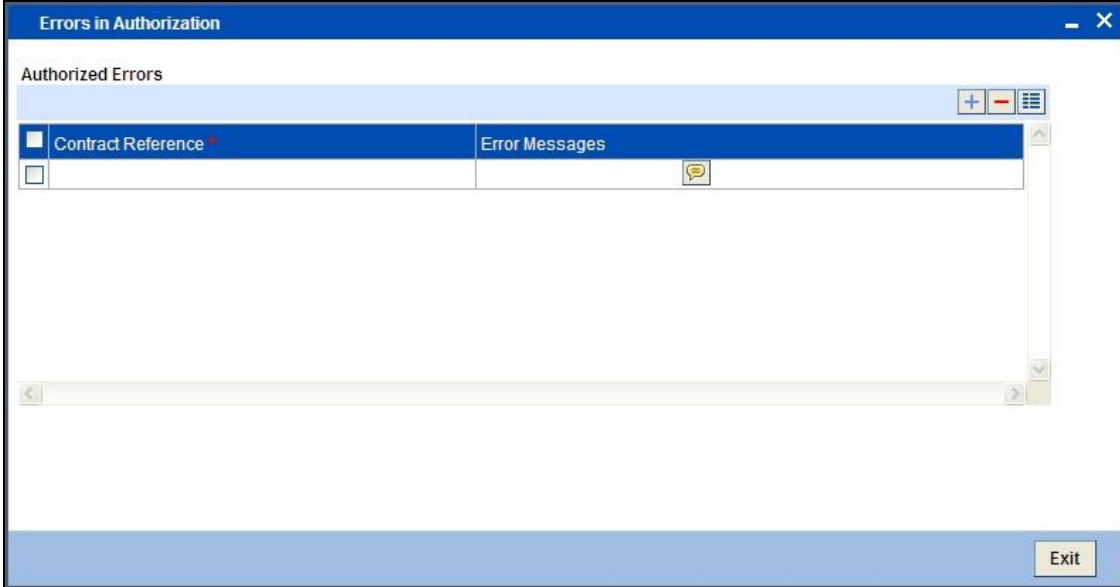 Errors in Authorization
Authorized Errors
Contract Reference * Error Messages
Exit